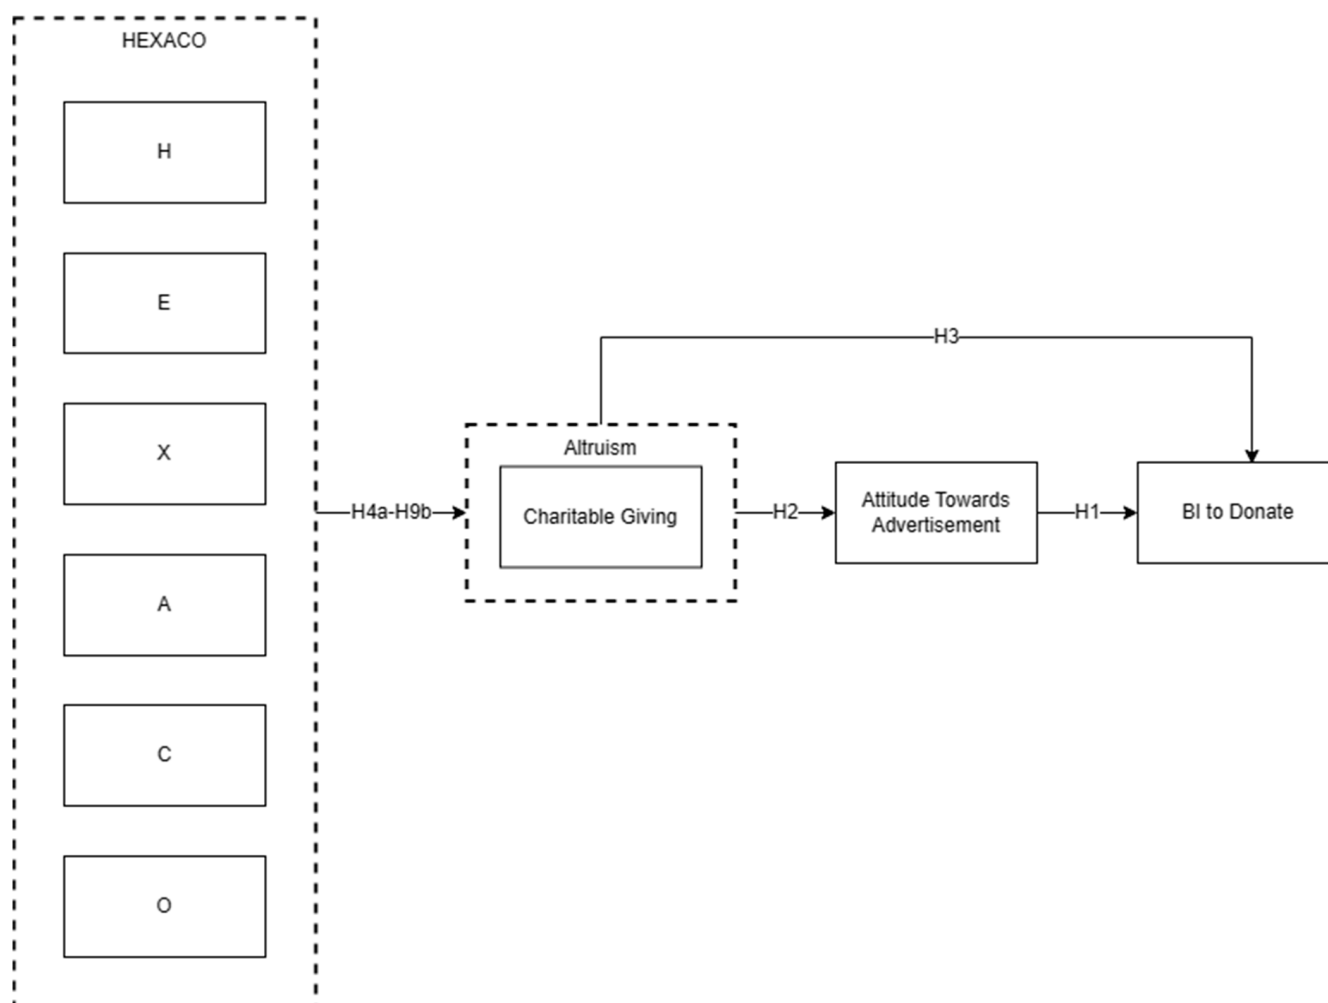 HEXACO
H
E
X
A
C
O
H4a-H9b
Altruism
Charitable Giving
H3
H2
Attitude Towards
Advertisement
H1
BI to Donate